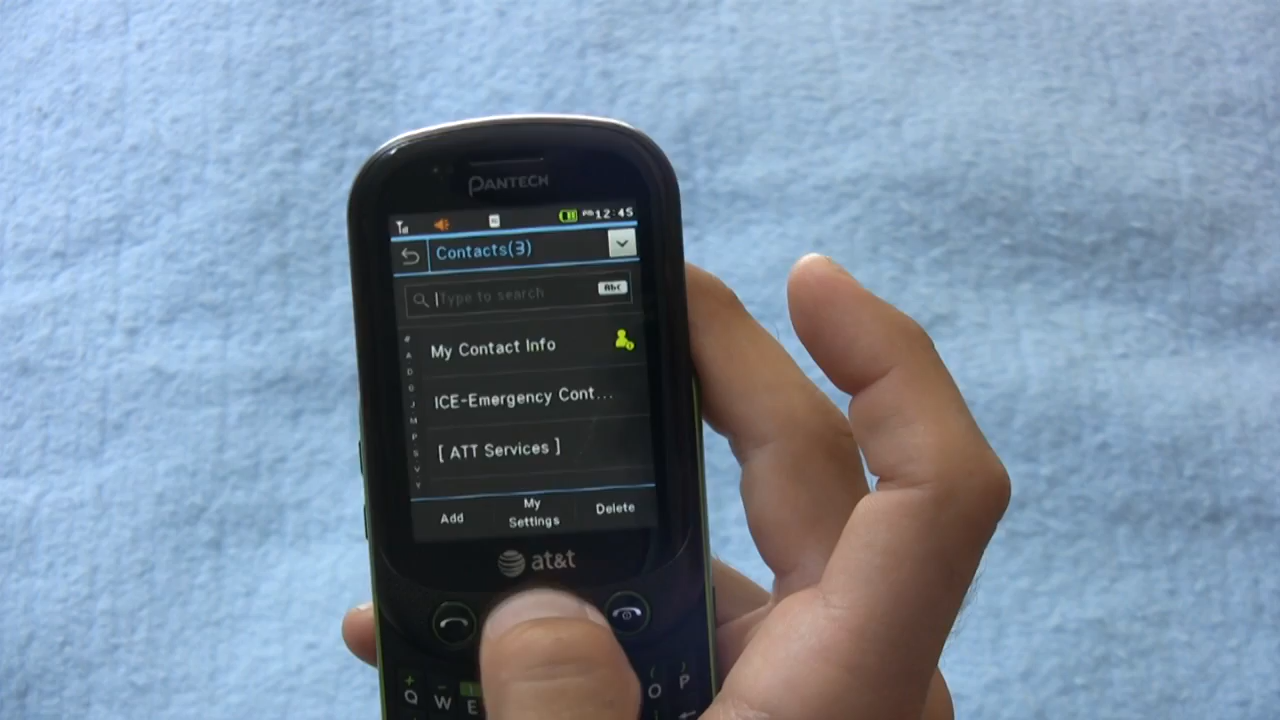 PANTECH
PM 12:45
Contacts(3)
Type to search
Abc
My Contact Info
ICE-Emergency Cont...
[ ATT Services ]
#
A
D
G
J
M
P
S
V
Y
Add
My
Settings
Delete
at&t
+ - ( )
Q W E O P